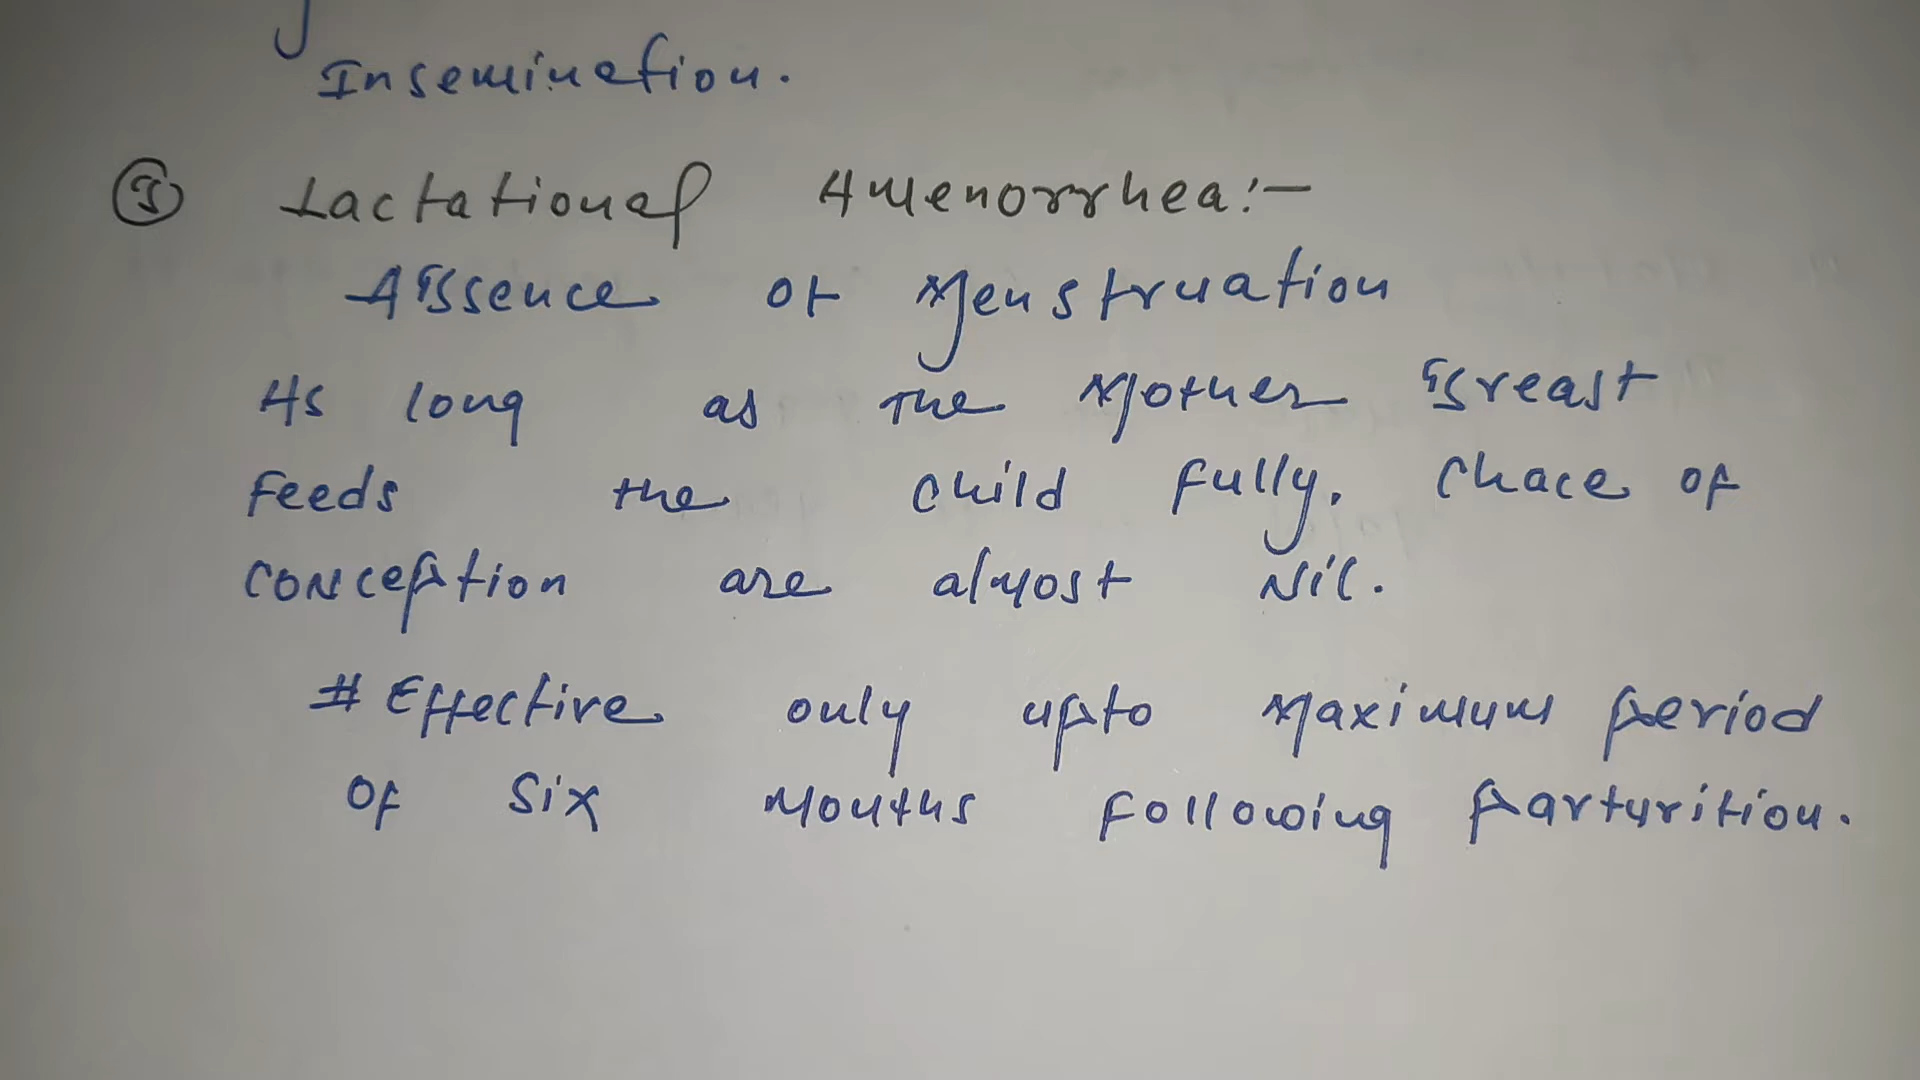 Insemination.
③ Lactational Amenorrhea:-
Absence of Menstruation
As long as the Mother Breast
Feeds the child fully. Chace of
conception are almost Nil.
# Effective only upto Maximum period
of six Months following parturition.